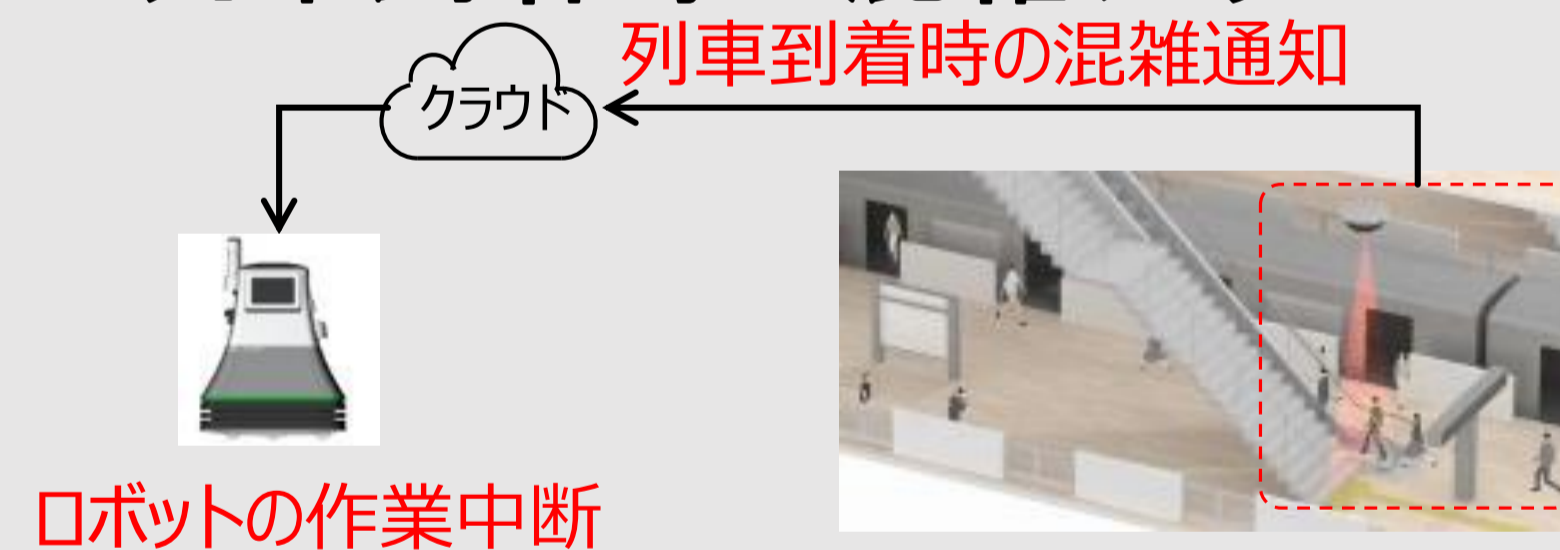 列車到着時の混雑通知
クラウド
ロボットの作業中断